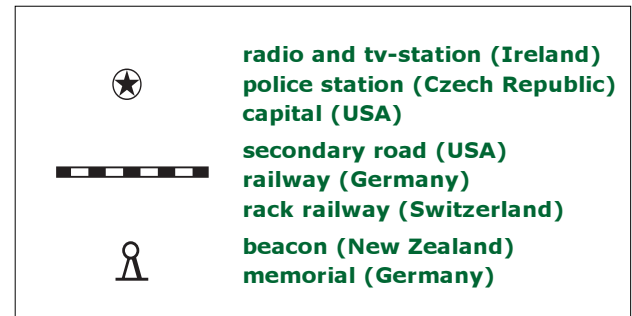 radio and tv-station (Ireland)
police station (Czech Republic)
capital (USA)
secondary road (USA)
railway (Germany)
rack railway (Switzerland)
beacon (New Zealand)
memorial (Germany)